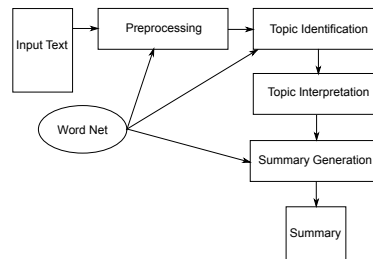 Input Text
Preprocessing
Topic Identification
Topic Interpretation
Word Net
Summary Generation
Summary